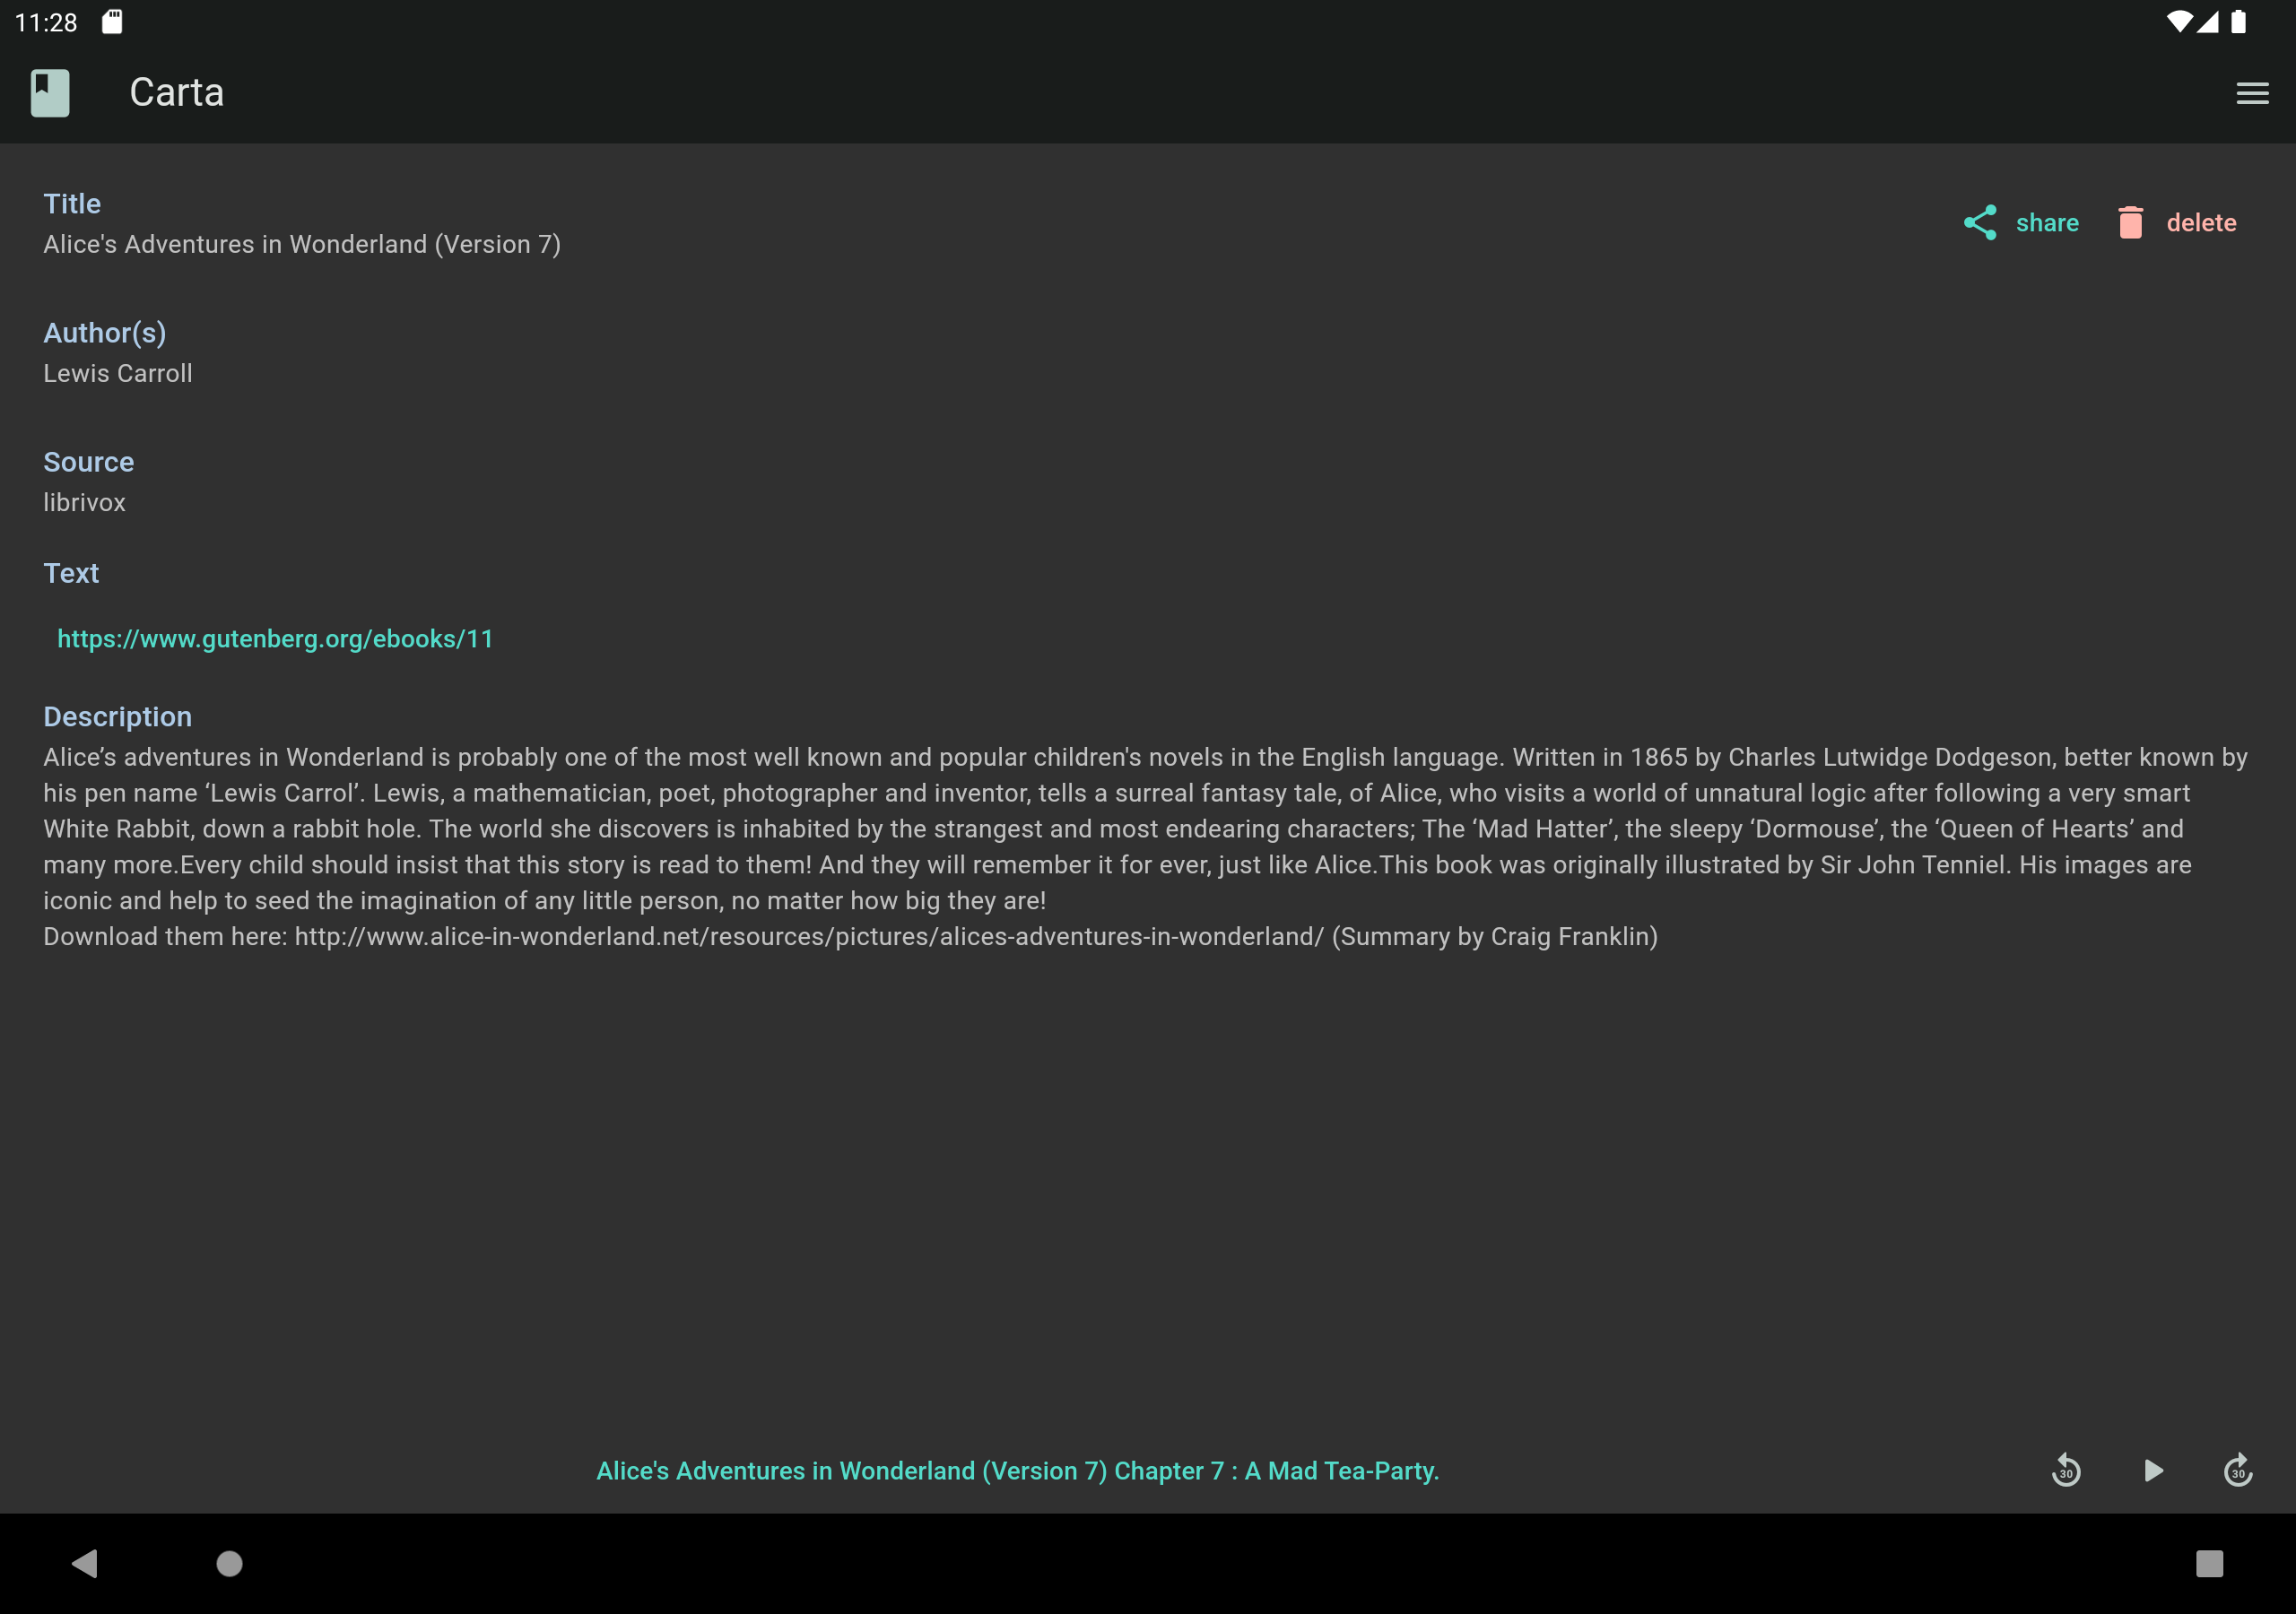 11:28
Carta
Title
Alice's Adventures in Wonderland (Version 7)
share
delete
Author(s)
Lewis Carroll
Source
librivox
Text
https://www.gutenberg.org/ebooks/11
Description
Alice’s adventures in Wonderland is probably one of the most well known and popular children's novels in the English language. Written in 1865 by Charles Lutwidge Dodgeson, better known by
his pen name ‘Lewis Carrol’. Lewis, a mathematician, poet, photographer and inventor, tells a surreal fantasy tale, of Alice, who visits a world of unnatural logic after following a very smart
White Rabbit, down a rabbit hole. The world she discovers is inhabited by the strangest and most endearing characters; The ‘Mad Hatter’, the sleepy ‘Dormouse’, the ‘Queen of Hearts’ and
many more.Every child should insist that this story is read to them! And they will remember it for ever, just like Alice.This book was originally illustrated by Sir John Tenniel. His images are
iconic and help to seed the imagination of any little person, no matter how big they are!
Download them here: http://www.alice-in-wonderland.net/resources/pictures/alices-adventures-in-wonderland/ (Summary by Craig Franklin)
Alice's Adventures in Wonderland (Version 7) Chapter 7 : A Mad Tea-Party.
30
30